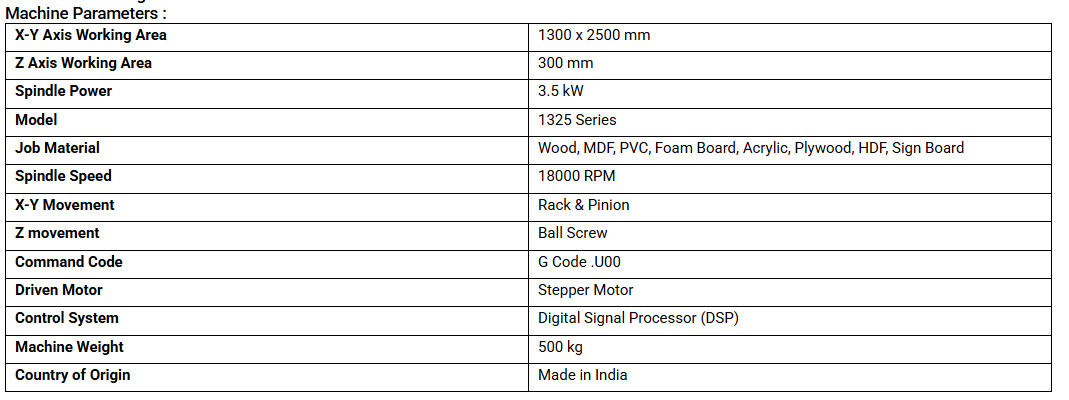 Machine Parameters :
X-Y Axis Working Area 1300 x 2500 mm
Z Axis Working Area 300 mm
Spindle Power 3.5 kW
Model 1325 Series
Job Material Wood, MDF, PVC, Foam Board, Acrylic, Plywood, HDF, Sign Board
Spindle Speed 18000 RPM
X-Y Movement Rack & Pinion
Z movement Ball Screw
Command Code G Code .U00
Driven Motor Stepper Motor
Control System Digital Signal Processor (DSP)
Machine Weight 500 kg
Country of Origin Made in India